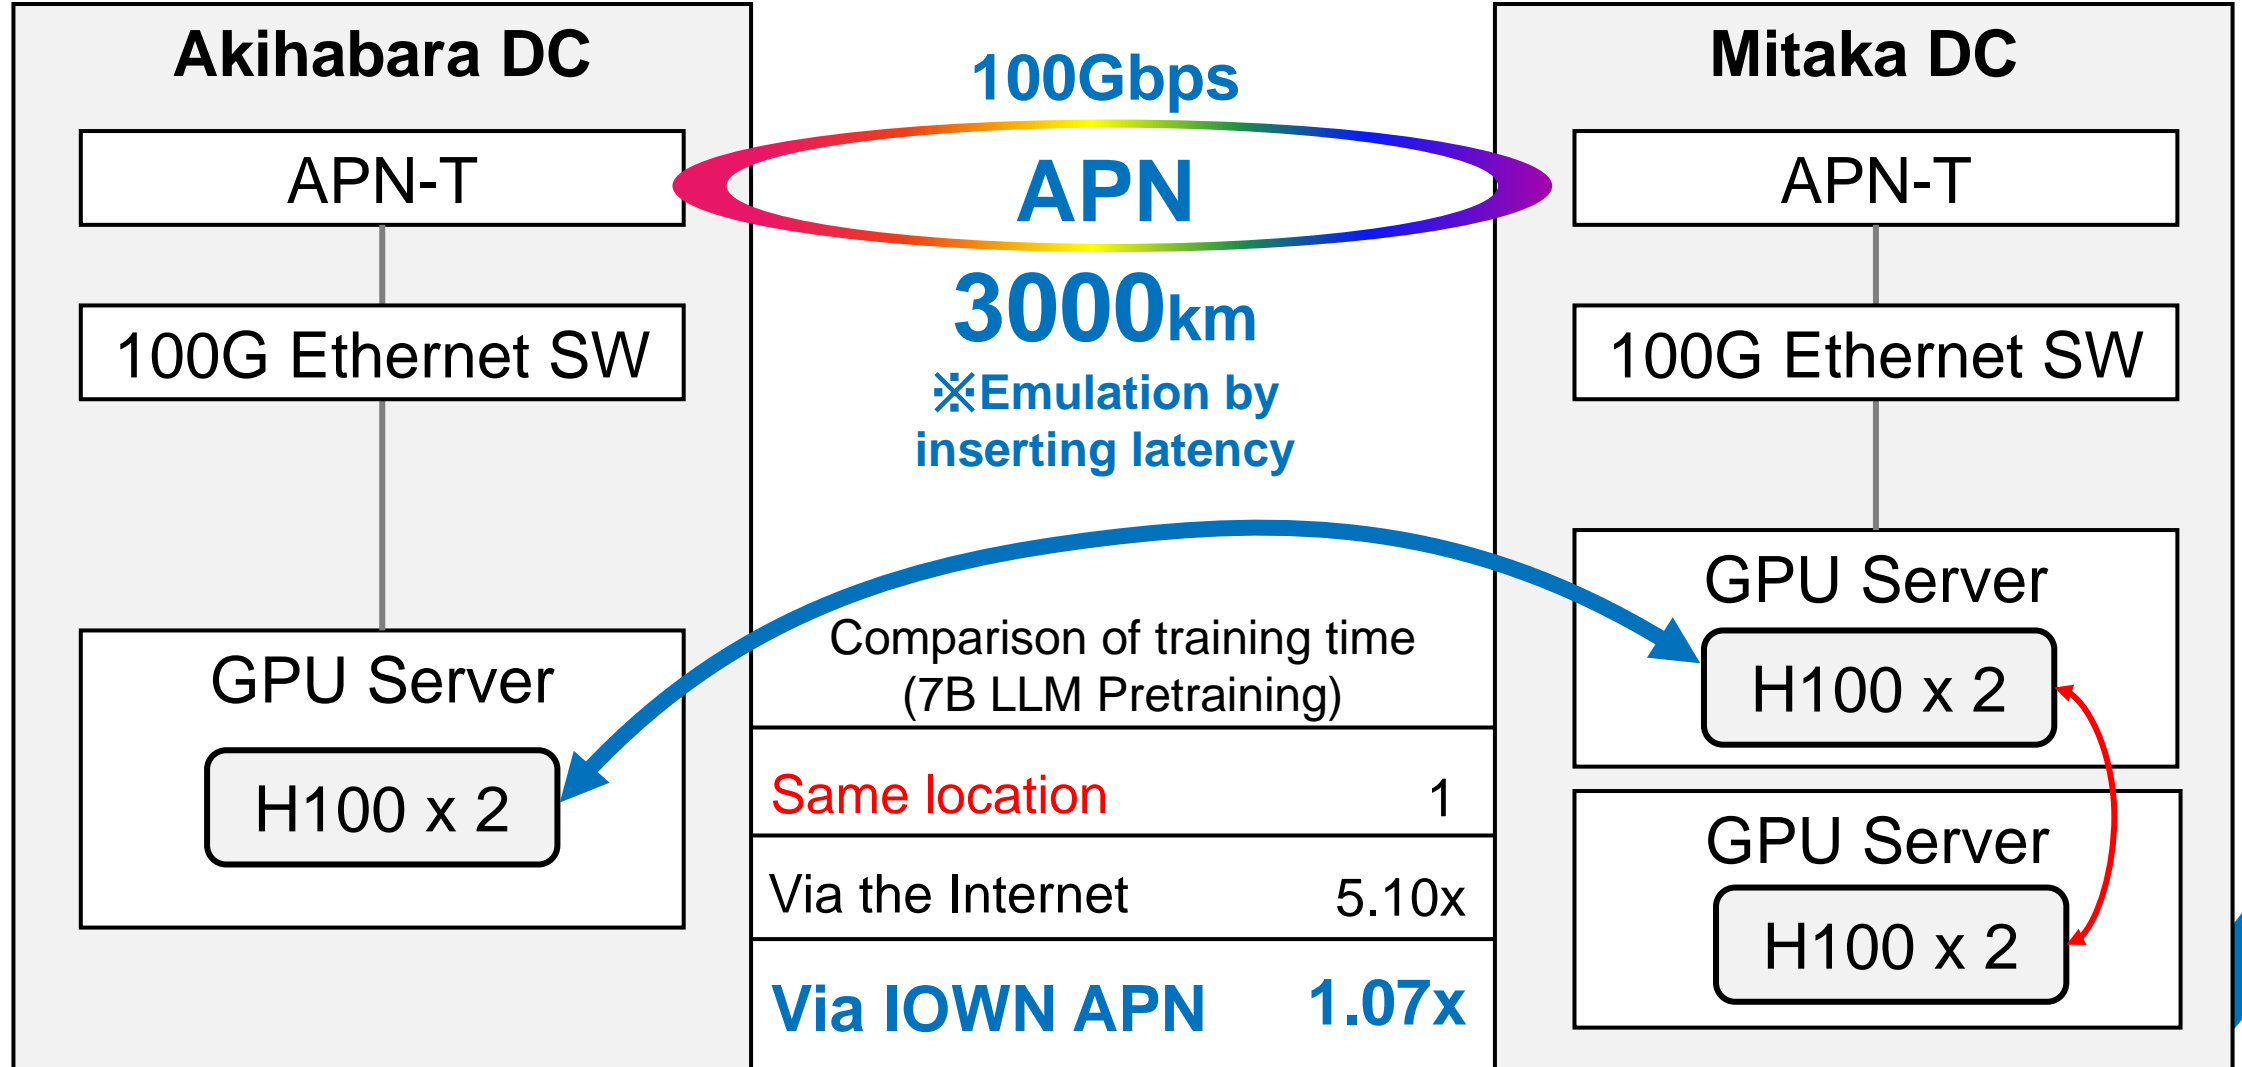 Akihabara DC
APN-T
100G Ethernet SW
GPU Server
H100 x 2
100Gbps
APN
3000km
※Emulation by
inserting latency
Comparison of training time
(7B LLM Pretraining)
Same location 1
Via the Internet 5.10x
Via IOWN APN 1.07x
Mitaka DC
APN-T
100G Ethernet SW
GPU Server
H100 x 2
GPU Server
H100 x 2